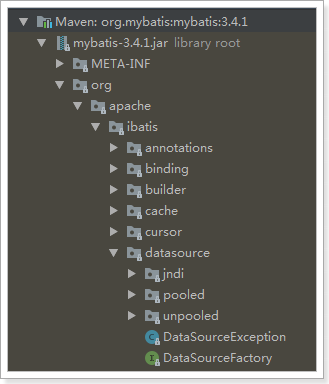 Maven: org.mybatis:mybatis:3.4.1
mybatis-3.4.1.jar library root
META-INF
org
apache
ibatis
annotations
binding
builder
cache
cursor
datasource
jndi
pooled
unpooled
DataSourceException
DataSourceFactory